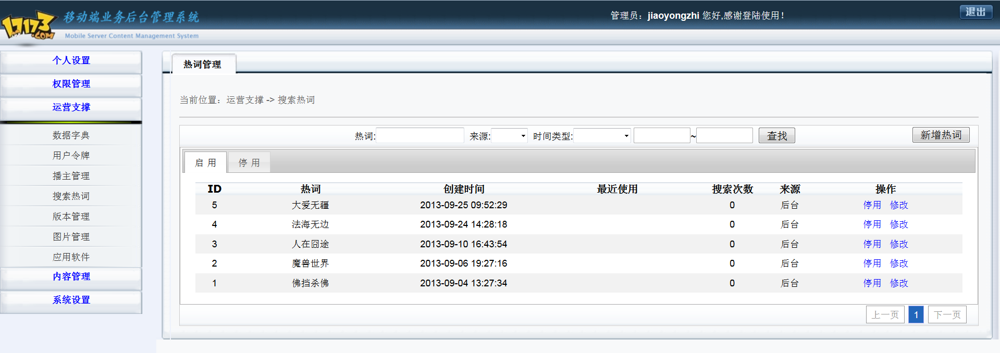 17173.com
移动端业务后台管理系统
Mobile Server Content Management System
管理员：jiaoyongzhi 您好,感谢登陆使用！
退出
个人设置
权限管理
运营支撑
数据字典
用户令牌
播主管理
搜索热词
版本管理
图片管理
应用软件
内容管理
系统设置
热词管理
当前位置：运营支撑 -> 搜索热词
热词: 来源: 时间类型: ~ 查找 新增热词
启 用 停 用
ID 热词 创建时间 最近使用 搜索次数 来源 操作
5 大爱无疆 2013-09-25 09:52:29 0 后台 停用 修改
4 法海无边 2013-09-24 14:28:18 0 后台 停用 修改
3 人在囧途 2013-09-10 16:43:54 0 后台 停用 修改
2 魔兽世界 2013-09-06 19:27:16 0 后台 停用 修改
1 佛挡杀佛 2013-09-04 13:27:34 0 后台 停用 修改
上一页 1 下一页